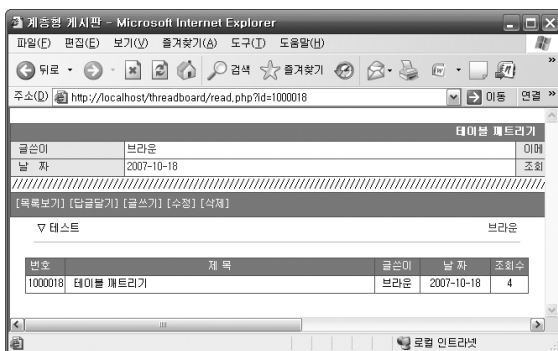 계층형 게시판 - Microsoft Internet Explorer
파일(F) 편집(E) 보기(V) 즐겨찾기(A) 도구(T) 도움말(H)
뒤로 검색 즐겨찾기
주소(D) http://localhost/threadboard/read.php?id=1000018 이동 연결 »
테이블 깨트리기
글쓴이 브라운 이메
날 짜 2007-10-18 조회
[목록보기] [답글달기] [글쓰기] [수정] [삭제]
▽ 테스트 브라운
번호 제 목 글쓴이 날 짜 조회수
1000018 테이블 깨트리기 브라운 2007-10-18 4
로컬 인트라넷